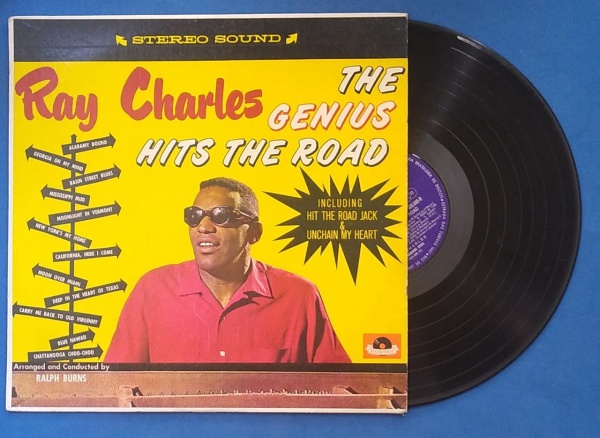 STEREO SOUND
Ray Charles
THE
GENIUS
HITS THE ROAD
ALABAMY BOUND
GEORGIA ON MY MIND
BASIN STREET BLUES
MISSISSIPPI MUD
MOONLIGHT IN VERMONT
NEW YORK'S MY HOME
CALIFORNIA, HERE I COME
MOON OVER MIAMI
DEEP IN THE HEART OF TEXAS
CARRY ME BACK TO OLD VIRGINNY
BLUE HAWAII
CHATTANOOGA CHOO-CHOO
INCLUDING
HIT THE ROAD JACK
&
UNCHAIN MY HEART
Arranged and Conducted by
RALPH BURNS